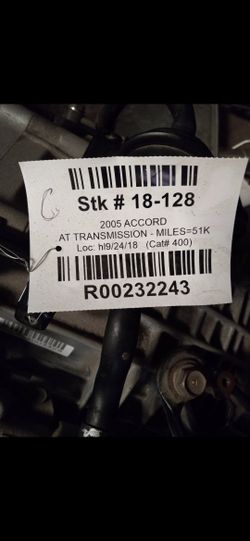 Stk # 18-128
2005 ACCORD
AT TRANSMISSION - MILES=51K
Loc: hl9/24/18 (Cat# 400)
R00232243